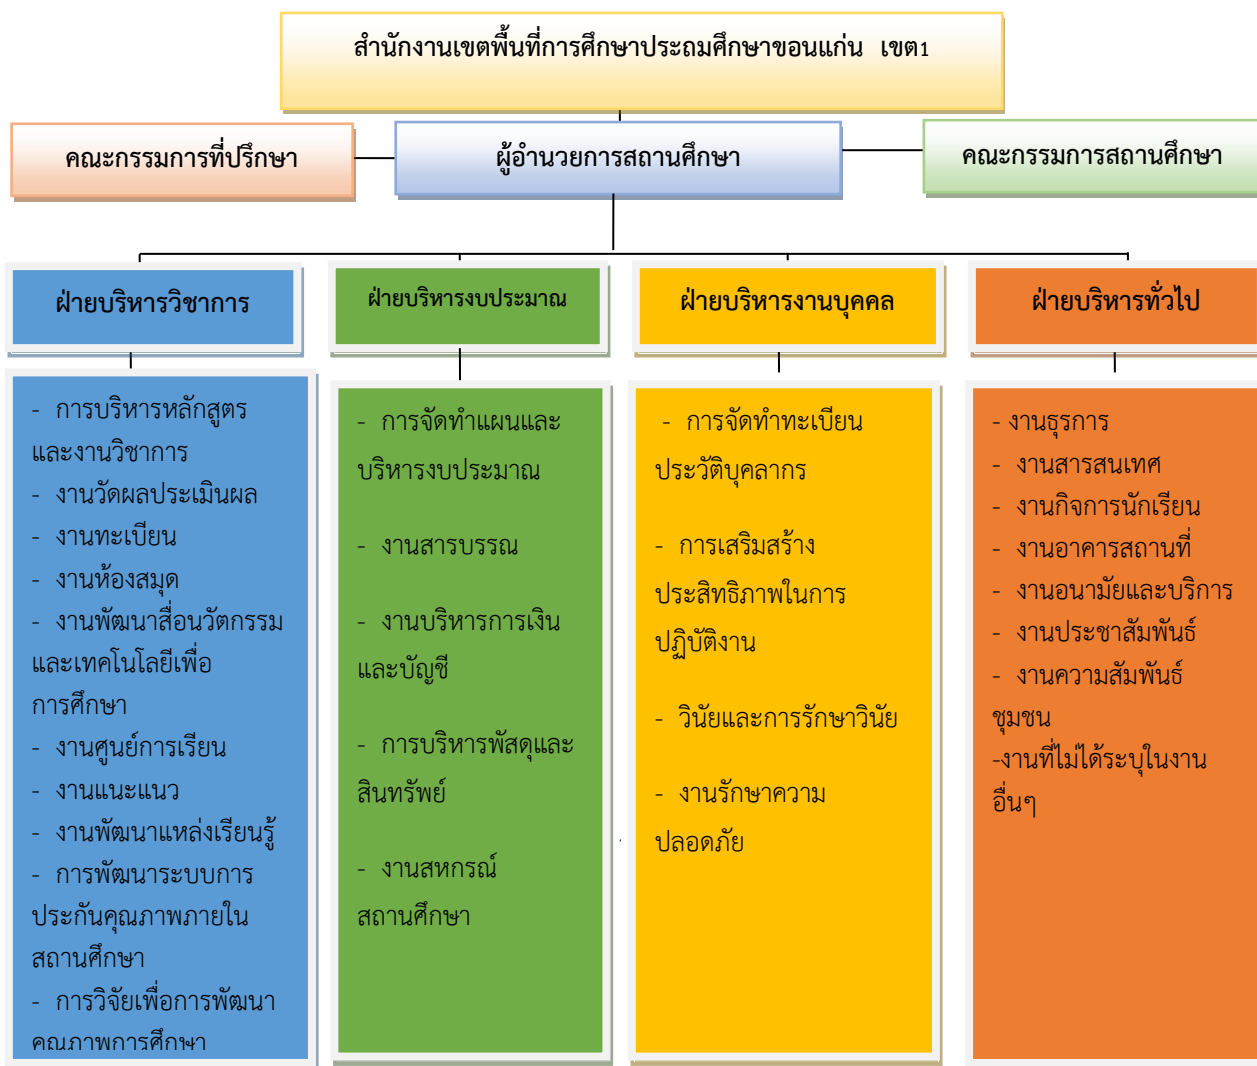 สำนักงานเขตพื้นที่การศึกษาประถมศึกษาขอนแก่น เขต1
คณะกรรมการที่ปรึกษา
ผู้อำนวยการสถานศึกษา
คณะกรรมการสถานศึกษา
ฝ่ายบริหารวิชาการ
ฝ่ายบริหารงบประมาณ
ฝ่ายบริหารงานบุคคล
ฝ่ายบริหารทั่วไป
- การบริหารหลักสูตร
และงานวิชาการ
- งานวัดผลประเมินผล
- งานทะเบียน
- งานห้องสมุด
- งานพัฒนาสื่อนวัตกรรม
และเทคโนโลยีเพื่อ
การศึกษา
- งานศูนย์การเรียน
- งานแนะแนว
- งานพัฒนาแหล่งเรียนรู้
- การพัฒนาระบบการ
ประกันคุณภาพภายใน
สถานศึกษา
- การวิจัยเพื่อการพัฒนา
คุณภาพการศึกษา
- การจัดทำแผนและ
บริหารงบประมาณ
- งานสารบรรณ
- งานบริหารการเงิน
และบัญชี
- การบริหารพัสดุและ
สินทรัพย์
- งานสหกรณ์
สถานศึกษา
- การจัดทำทะเบียน
ประวัติบุคลากร
- การเสริมสร้าง
ประสิทธิภาพในการ
ปฏิบัติงาน
- วินัยและการรักษาวินัย
- งานรักษาความ
ปลอดภัย
- งานธุรการ
- งานสารสนเทศ
- งานกิจการนักเรียน
- งานอาคารสถานที่
- งานอนามัยและบริการ
- งานประชาสัมพันธ์
- งานความสัมพันธ์
ชุมชน
-งานที่ไม่ได้ระบุในงาน
อื่นๆ